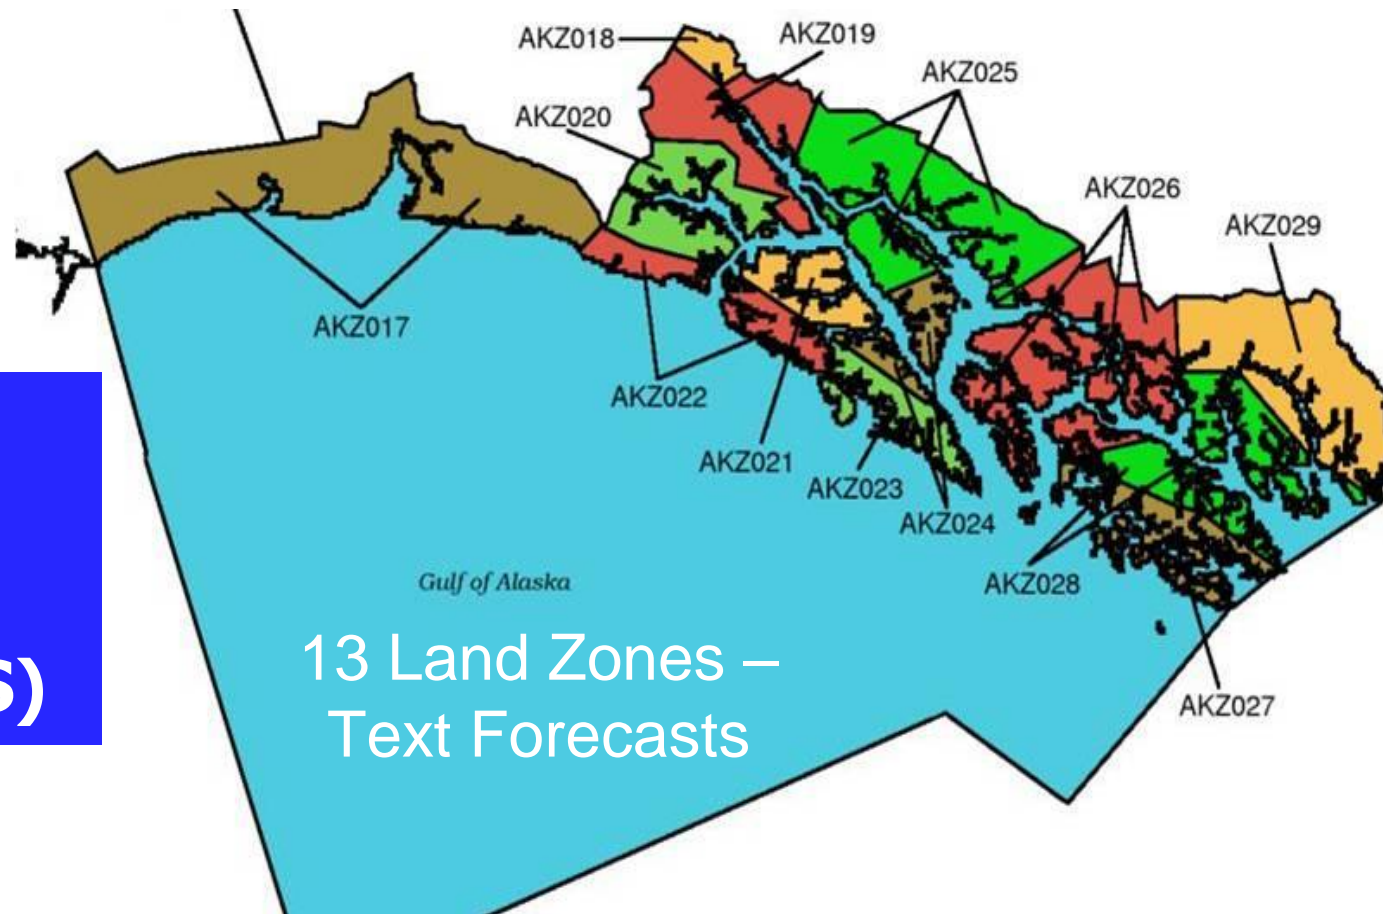 AKZ018
AKZ019
AKZ025
AKZ020
AKZ026
AKZ029
AKZ017
AKZ022
AKZ021
AKZ023
AKZ024
AKZ028
AKZ027
Gulf of Alaska
13 Land Zones –
Text Forecasts
S)